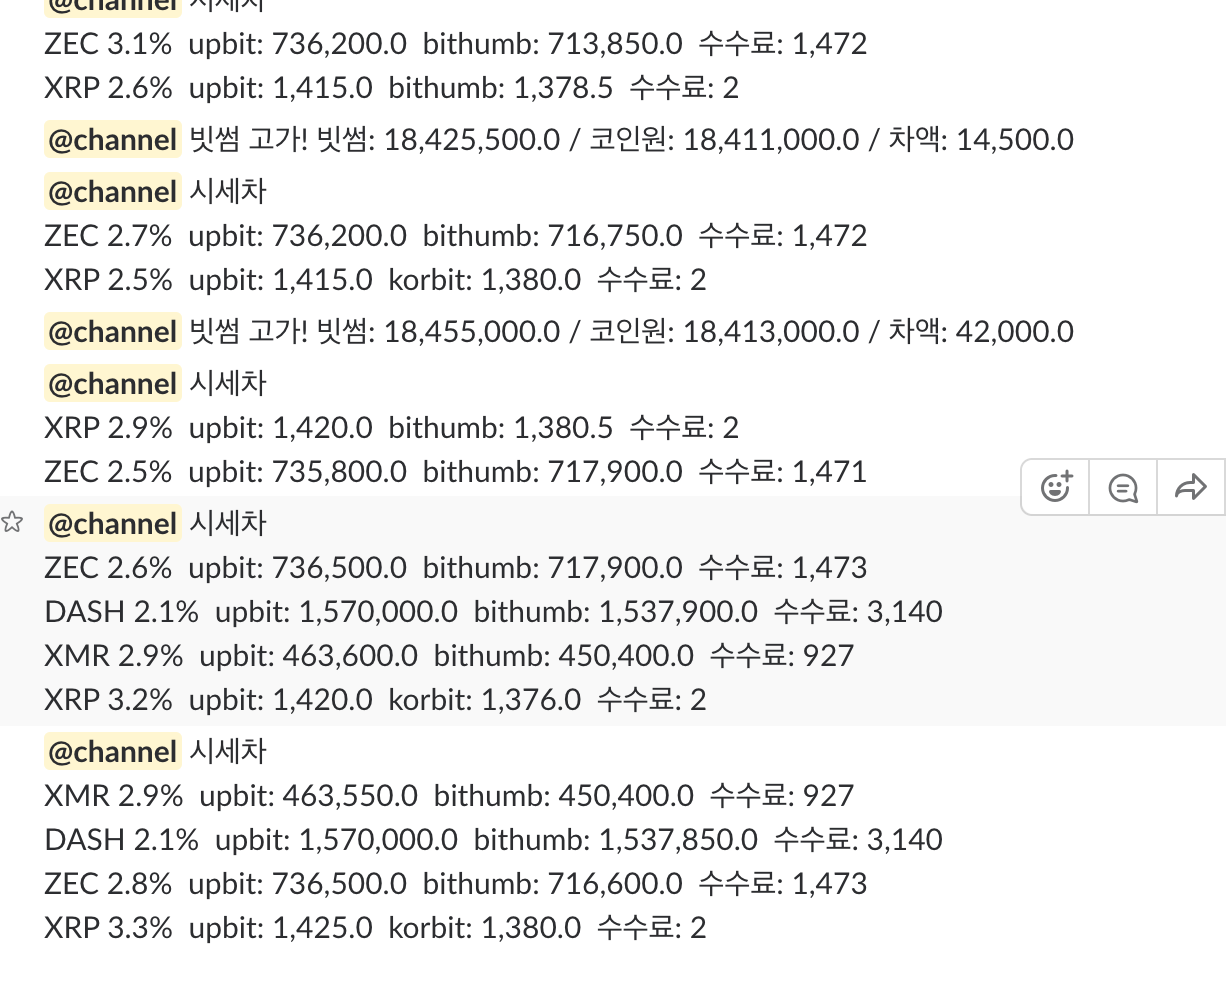 @channel 시세차
ZEC 3.1% upbit: 736,200.0 bithumb: 713,850.0 수수료: 1,472
XRP 2.6% upbit: 1,415.0 bithumb: 1,378.5 수수료: 2
@channel 빗썸 고가! 빗썸: 18,425,500.0 / 코인원: 18,411,000.0 / 차액: 14,500.0
@channel 시세차
ZEC 2.7% upbit: 736,200.0 bithumb: 716,750.0 수수료: 1,472
XRP 2.5% upbit: 1,415.0 korbit: 1,380.0 수수료: 2
@channel 빗썸 고가! 빗썸: 18,455,000.0 / 코인원: 18,413,000.0 / 차액: 42,000.0
@channel 시세차
XRP 2.9% upbit: 1,420.0 bithumb: 1,380.5 수수료: 2
ZEC 2.5% upbit: 735,800.0 bithumb: 717,900.0 수수료: 1,471
@channel 시세차
ZEC 2.6% upbit: 736,500.0 bithumb: 717,900.0 수수료: 1,473
DASH 2.1% upbit: 1,570,000.0 bithumb: 1,537,900.0 수수료: 3,140
XMR 2.9% upbit: 463,600.0 bithumb: 450,400.0 수수료: 927
XRP 3.2% upbit: 1,420.0 korbit: 1,376.0 수수료: 2
@channel 시세차
XMR 2.9% upbit: 463,550.0 bithumb: 450,400.0 수수료: 927
DASH 2.1% upbit: 1,570,000.0 bithumb: 1,537,850.0 수수료: 3,140
ZEC 2.8% upbit: 736,500.0 bithumb: 716,600.0 수수료: 1,473
XRP 3.3% upbit: 1,425.0 korbit: 1,380.0 수수료: 2